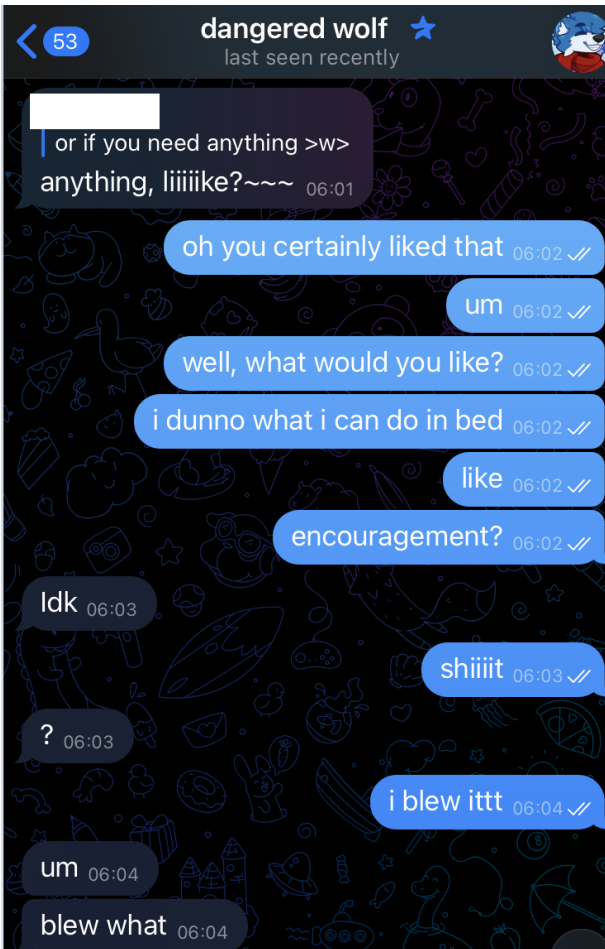 53
dangered wolf
last seen recently
or if you need anything >w>
anything, liiiiike?~~~ 06:01
oh you certainly liked that 06:02
um 06:02
well, what would you like? 06:02
i dunno what i can do in bed 06:02
like 06:02
encouragement? 06:02
Idk 06:03
shiiiit 06:03
? 06:03
i blew ittt 06:04
um 06:04
blew what 06:04